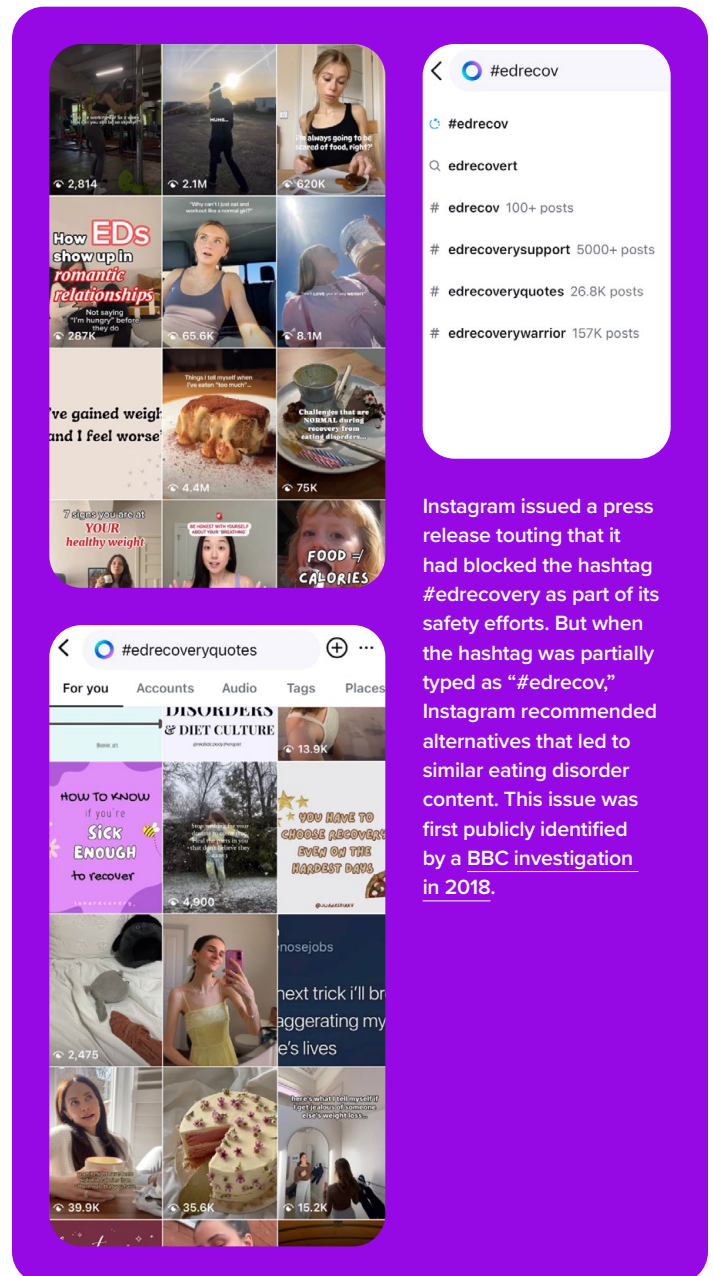 2,814
HUNG...
2.1M
I'm always going to be
scared of food, right?"
620K
How EDs
show up in
romantic
relationships
Not saying
"I'm hungry" before
they do
287K
"Why can't I just eat and
workout like a normal girl?"
65.6K
8.1M
've gained weigh
and I feel worse'
Things I tell myself when
I've eaten "too much"...
4.4M
Challenges that are
NORMAL during
recovery from
eating disorders...
75K
7 signs you are at
YOUR
healthy weight
BE HONEST WITH YOURSELF
ABOUT YOUR 'BREATHING'
FOOD ≠
CALORIES
#edrecov
#edrecov
edrecovert
# edrecov 100+ posts
# edrecoverysupport 5000+ posts
# edrecoveryquotes 26.8K posts
# edrecoverywarrior 157K posts
Instagram issued a press
release touting that it
had blocked the hashtag
#edrecovery as part of its
safety efforts. But when
the hashtag was partially
typed as “#edrecov,”
Instagram recommended
alternatives that led to
similar eating disorder
content. This issue was
first publicly identified
by a BBC investigation
in 2018.
#edrecoveryquotes
For you Accounts Audio Tags Places
DISORDERS
& DIET CULTURE
13.9K
HOW TO KNOW
if you're
SICK
ENOUGH
to recover
4,900
YOU HAVE TO
CHOOSE RECOVERY
EVEN ON THE
HARDEST DAYS
2,475
nosejobs
next trick i'll br
aggerating my
e's lives
39.9K
35.6K
here's what I tell myself if
I get jealous of someone
else's weight loss...
15.2K